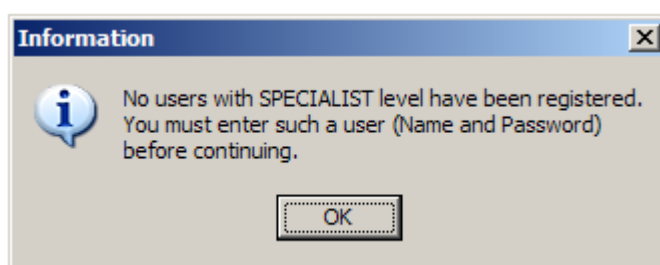 Information
No users with SPECIALIST level have been registered.
You must enter such a user (Name and Password)
before continuing.
OK